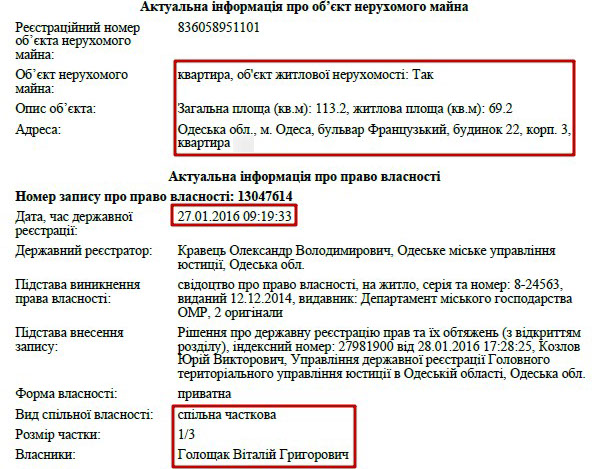 Актуальна інформація про об’єкт нерухомого майна
Реєстраційний номер 836058951101
об’єкта нерухомого
майна:
Об’єкт нерухомого квартира, об'єкт житлової нерухомості: Так
майна:
Опис об’єкта: Загальна площа (кв.м): 113.2, житлова площа (кв.м): 69.2
Адреса: Одеська обл., м. Одеса, бульвар Французький, будинок 22, корп. 3,
квартира
Актуальна інформація про право власності
Номер запису про право власності: 13047614
Дата, час державної 27.01.2016 09:19:33
реєстрації:
Державний реєстратор: Кравець Олександр Володимирович, Одеське міське управління
юстиції, Одеська обл.
Підстава виникнення свідоцтво про право власності, на житло, серія та номер: 8-24563,
права власності: виданий 12.12.2014, видавник: Департамент міського господарства
ОМР, 2 оригінали
Підстава внесення Рішення про державну реєстрацію прав та їх обтяжень (з відкриттям
запису: розділу), індексний номер: 27981900 від 28.01.2016 17:28:25, Козлов
Юрій Викторович, Управління державної реєстрації Головного
територіального управління юстиції в Одеській області, Одеська обл.
Форма власності: приватна
Вид спільної власності: спільна часткова
Розмір частки: 1/3
Власники: Голощак Віталій Григорович